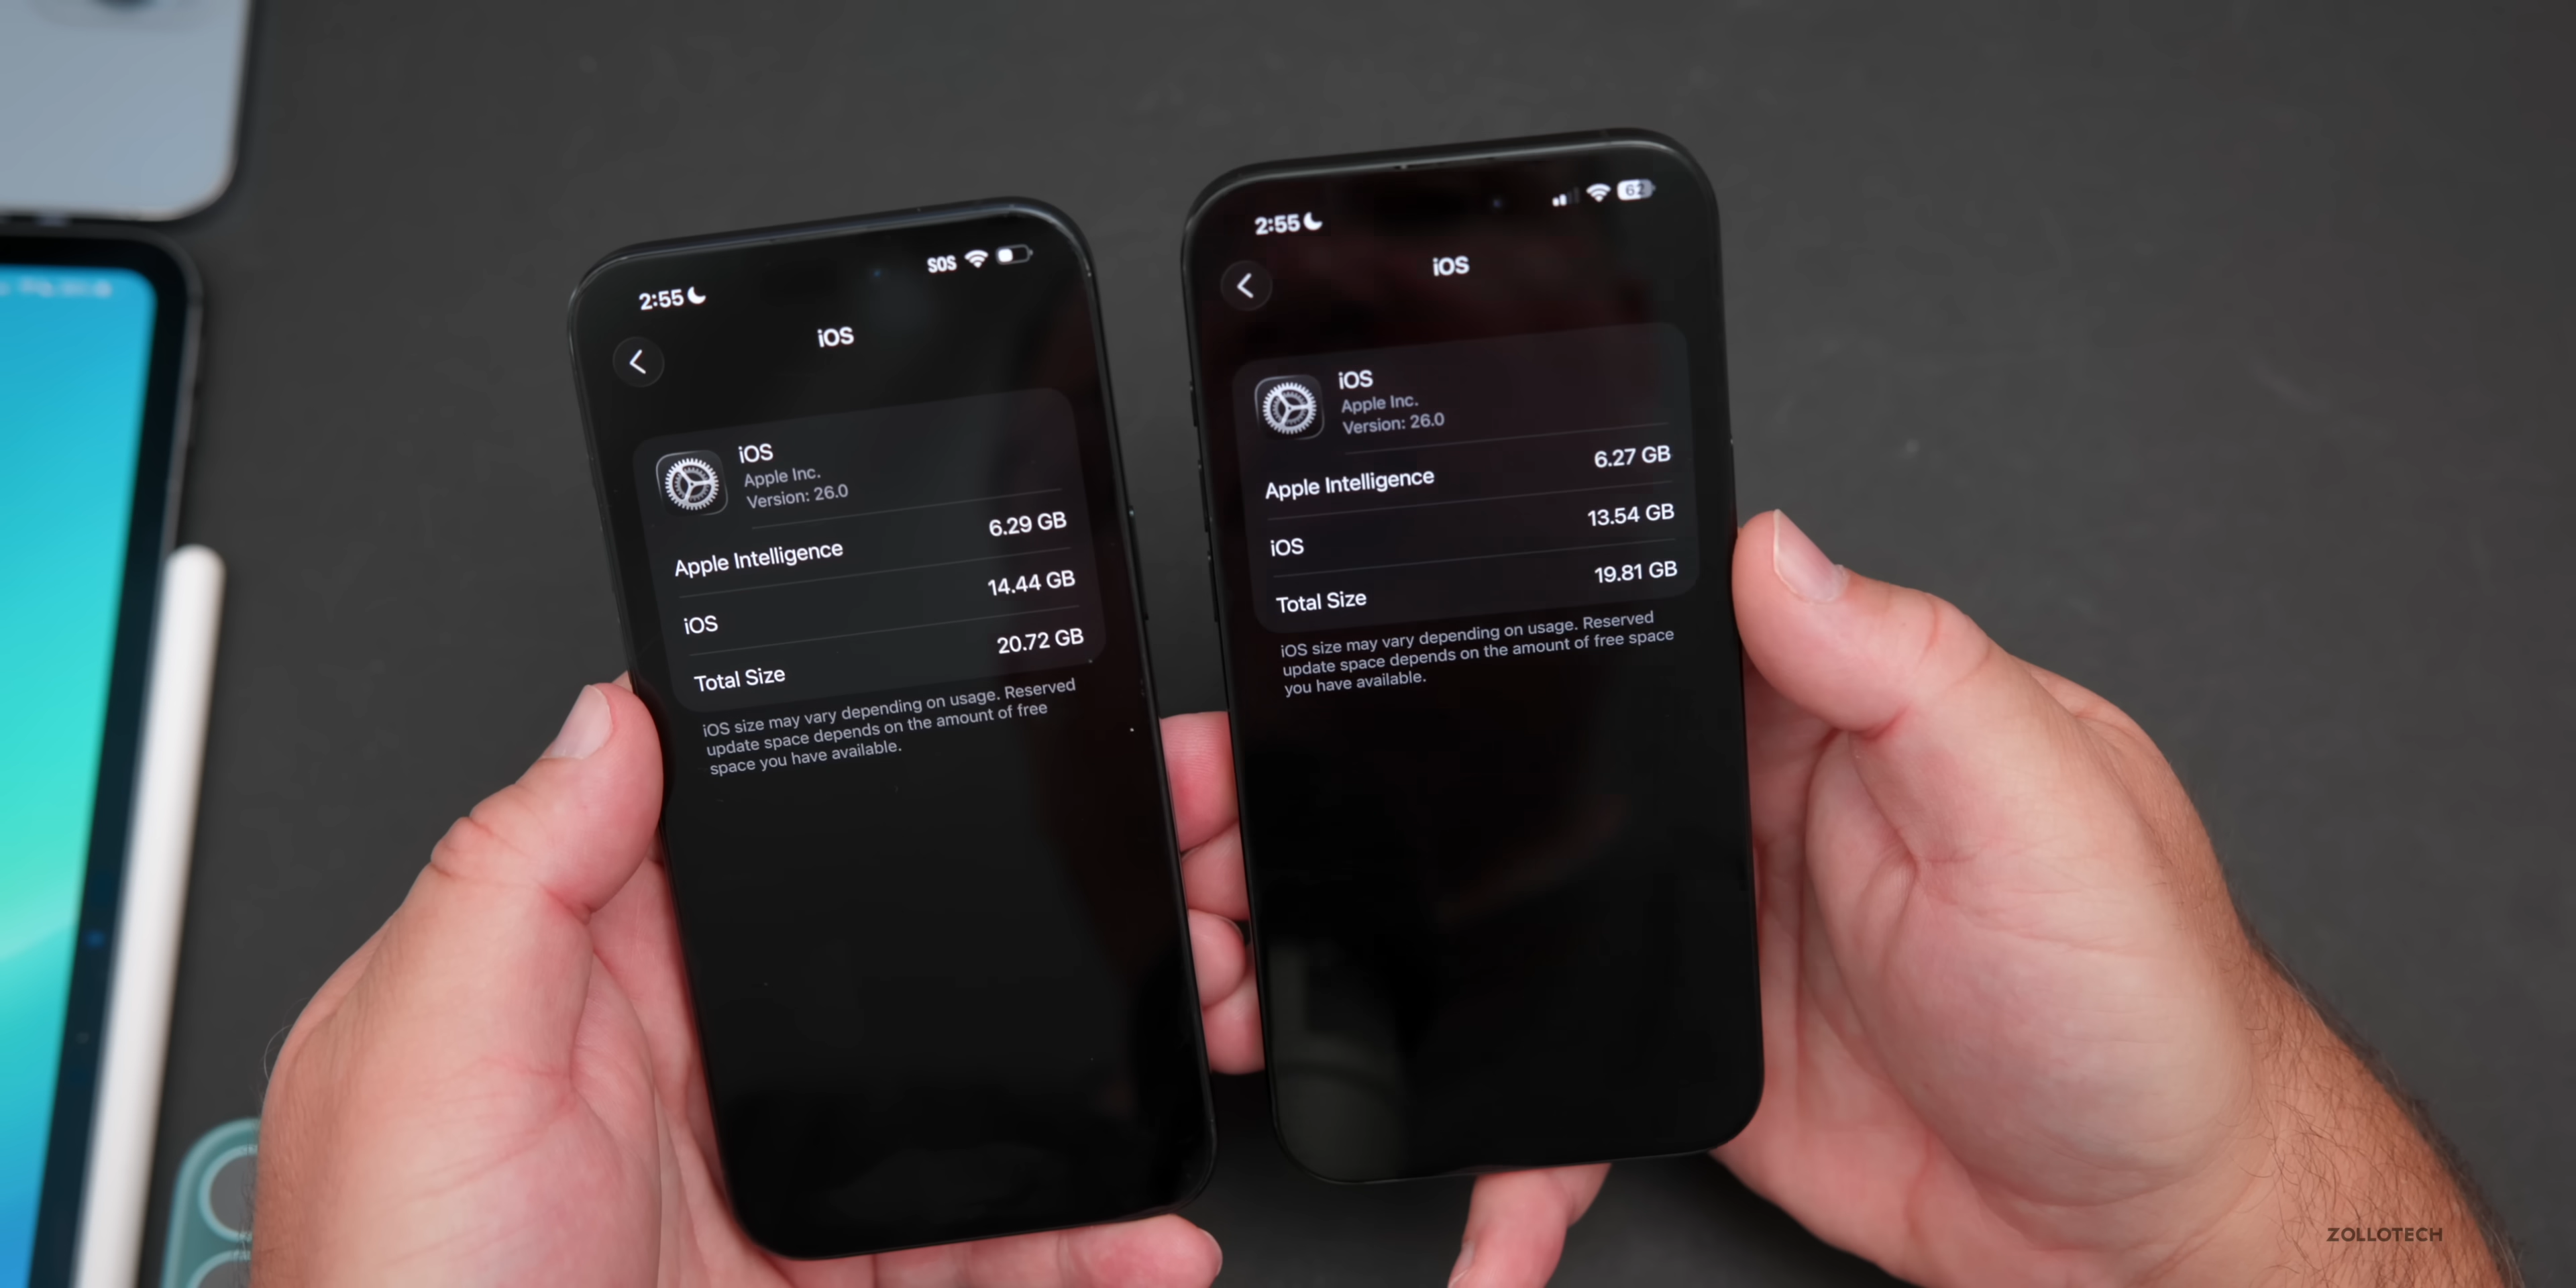 2:55
SOS
iOS
iOS
Apple Inc.
Version: 26.0
Apple Intelligence 6.29 GB
iOS 14.44 GB
Total Size 20.72 GB
iOS size may vary depending on usage. Reserved
update space depends on the amount of free
space you have available.
2:55
62
iOS
iOS
Apple Inc.
Version: 26.0
Apple Intelligence 6.27 GB
iOS 13.54 GB
Total Size 19.81 GB
iOS size may vary depending on usage. Reserved
update space depends on the amount of free space
you have available.
ZOLLOTECH